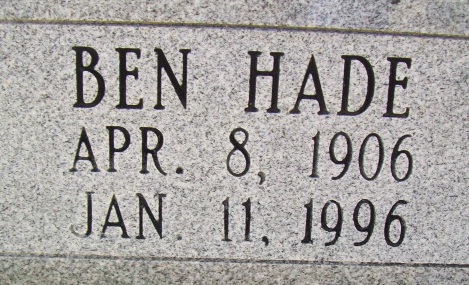 BEN HADE
APR. 8, 1906
JAN. 11, 1996